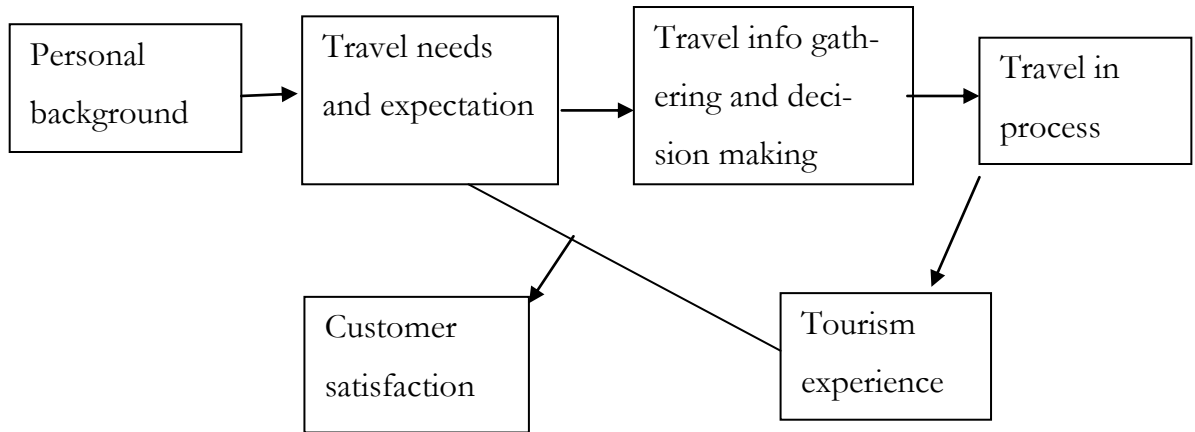 Personal
background
Travel needs
and expectation
Travel info gath-
ering and deci-
sion making
Travel in
process
Customer
satisfaction
Tourism
experience